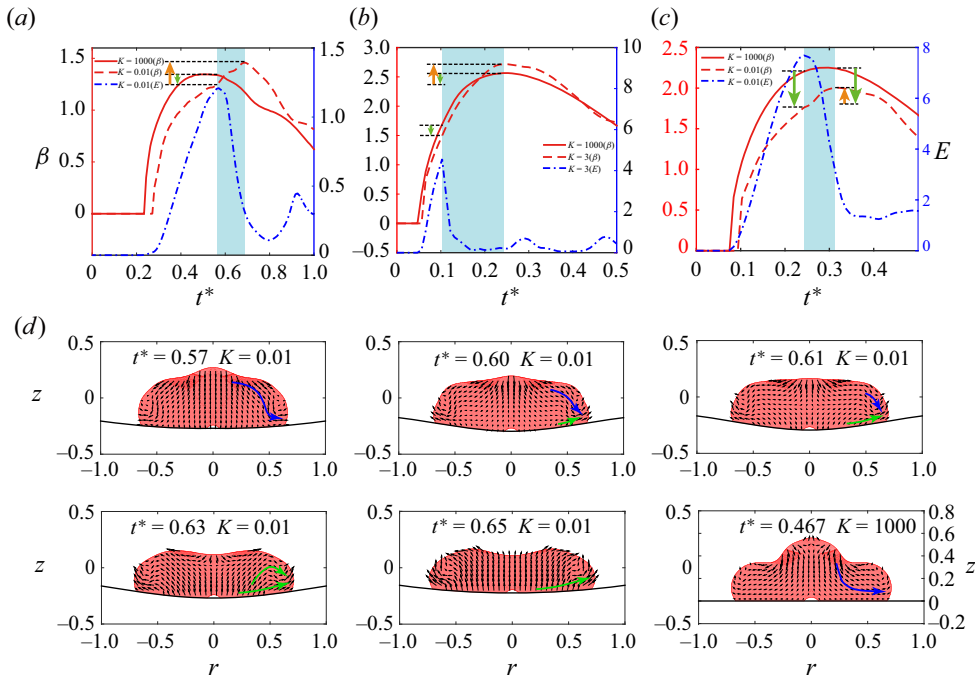 (a)
β
1.5
1.0
0.5
0
0
0.2
0.4
0.6
0.8
1.0
t*
1.5
1.0
0.5
0
K = 1000(β)
K = 0.01(β)
K = 0.01(E)
(b)
3.0
2.5
2.0
1.5
1.0
0.5
0
−0.5
0
0.1
0.2
0.3
0.4
0.5
t*
10
8
6
4
2
0
K = 1000(β)
K = 3(β)
K = 3(E)
(c)
2.5
2.0
1.5
1.0
0.5
0
0
0.1
0.2
0.3
0.4
t*
8
6
4
2
0
E
K = 1000(β)
K = 0.01(β)
K = 0.01(E)
(d)
z
0.5
0
−0.5
t* = 0.57 K = 0.01
−1.0 −0.5 0 0.5 1.0
0.5
0
−0.5
t* = 0.60 K = 0.01
−1.0 −0.5 0 0.5 1.0
0.5
0
−0.5
t* = 0.61 K = 0.01
−1.0 −0.5 0 0.5 1.0
z
0.5
0
−0.5
t* = 0.63 K = 0.01
−1.0 −0.5 0 0.5 1.0
r
0.5
0
−0.5
t* = 0.65 K = 0.01
−1.0 −0.5 0 0.5 1.0
r
0.5
0
−0.5
t* = 0.467 K = 1000
−1.0 −0.5 0 0.5 1.0
r
0.8
0.6
0.4
0.2
0
−0.2
z